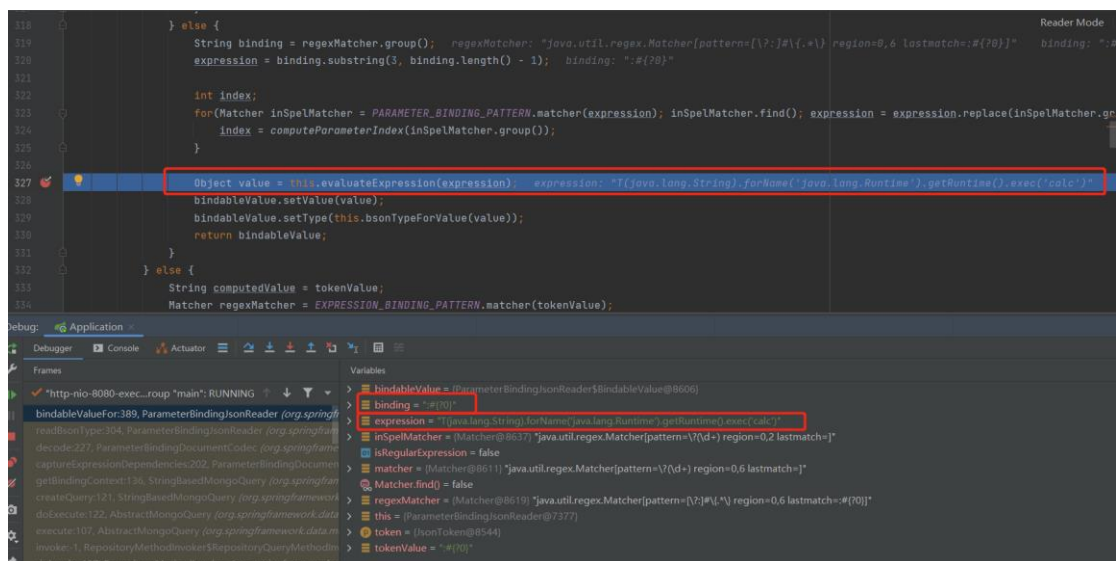 318 } else { Reader Mode
319 String binding = regexMatcher.group(); regexMatcher: "java.util.regex.Matcher[pattern=[\?:]#\{.*\} region=0,6 lastmatch=:#{?0}]" binding: ":#
320 expression = binding.substring(3, binding.length() - 1); binding: ":#{?0}"
321
322 int index;
323 for(Matcher inSpelMatcher = PARAMETER_BINDING_PATTERN.matcher(expression); inSpelMatcher.find(); expression = expression.replace(inSpelMatcher.gr
324 index = computeParameterIndex(inSpelMatcher.group());
325 }
326
327 Object value = this.evaluateExpression(expression); expression: "T(java.lang.String).forName('java.lang.Runtime').getRuntime().exec('calc')"
328 bindableValue.setValue(value);
329 bindableValue.setType(this.bsonTypeForValue(value));
330 return bindableValue;
331 }
332 } else {
333 String computedValue = tokenValue;
334 Matcher regexMatcher = EXPRESSION_BINDING_PATTERN.matcher(tokenValue);
Debug: Application ×
Debugger Console Actuator
Frames Variables
"http-nio-8080-exec...roup "main": RUNNING
bindableValue = {ParameterBindingJsonReader$BindableValue@8606}
bindableValueFor:389, ParameterBindingJsonReader (org.springfr
binding = ":#{?0}"
readBsonType:304, ParameterBindingJsonReader (org.springframe
expression = "T(java.lang.String).forName('java.lang.Runtime').getRuntime().exec('calc')"
decode:227, ParameterBindingDocumentCodec (org.springframe
inSpelMatcher = {Matcher@8637} "java.util.regex.Matcher[pattern=\?(\d+) region=0,2 lastmatch=]"
captureExpressionDependencies:202, ParameterBindingDocumen
isRegularExpression = false
getBindingContext:136, StringBasedMongoQuery (org.springfram
matcher = {Matcher@8611} "java.util.regex.Matcher[pattern=\?(\d+) region=0,6 lastmatch=]"
createQuery:121, StringBasedMongoQuery (org.springframework
Matcher.find() = false
doExecute:122, AbstractMongoQuery (org.springframework.data.
regexMatcher = {Matcher@8619} "java.util.regex.Matcher[pattern=[\?:]#\{.*\} region=0,6 lastmatch=:#{?0}]"
execute:107, AbstractMongoQuery (org.springframework.data.m
this = {ParameterBindingJsonReader@7377}
invoke:-1, RepositoryMethodInvoker$RepositoryQueryMethodIn
token = {JsonToken@8544}
tokenValue = ":#{?0}"